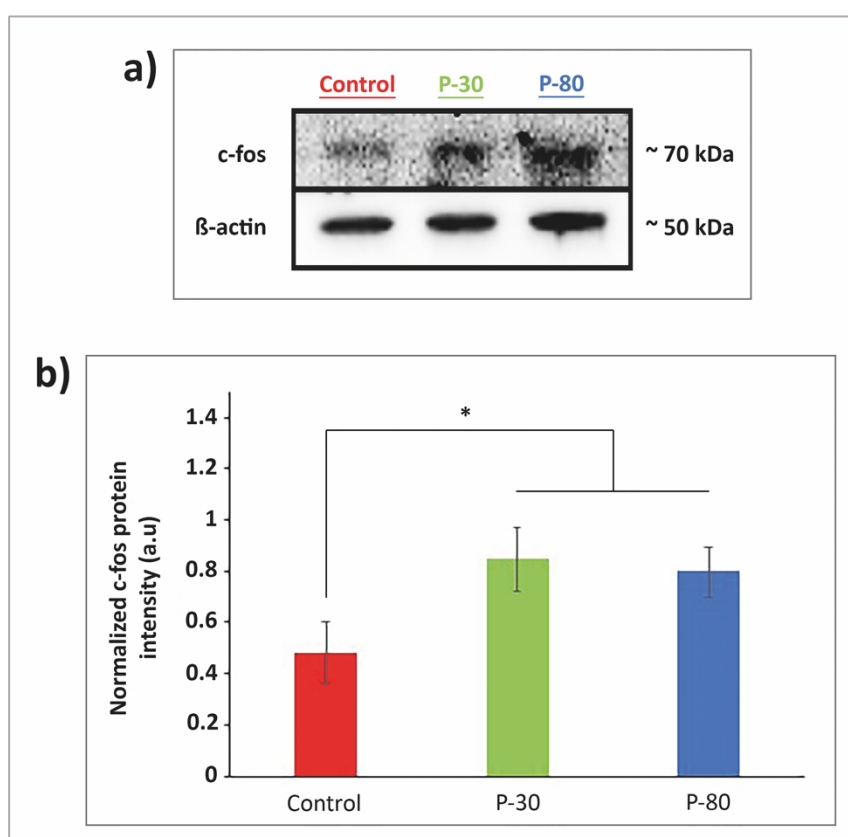 a)
Control P-30 P-80
c-fos ~ 70 kDa
ß-actin ~ 50 kDa
b)
Normalized c-fos protein
intensity (a.u)
1.4
1.2
1
0.8
0.6
0.4
0.2
0
*
Control P-30 P-80